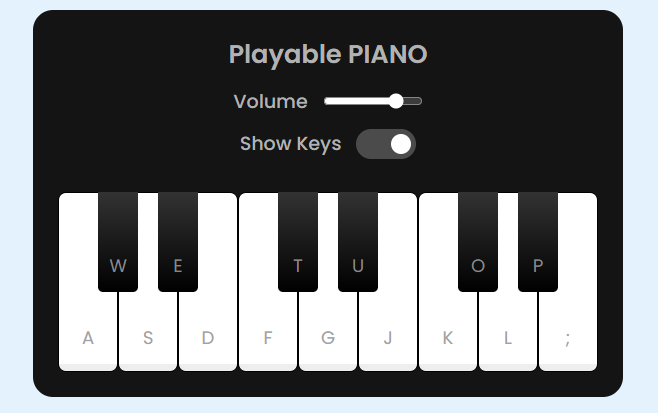 Playable PIANO
Volume
Show Keys
W E T U O P
A S D F G J K L ;